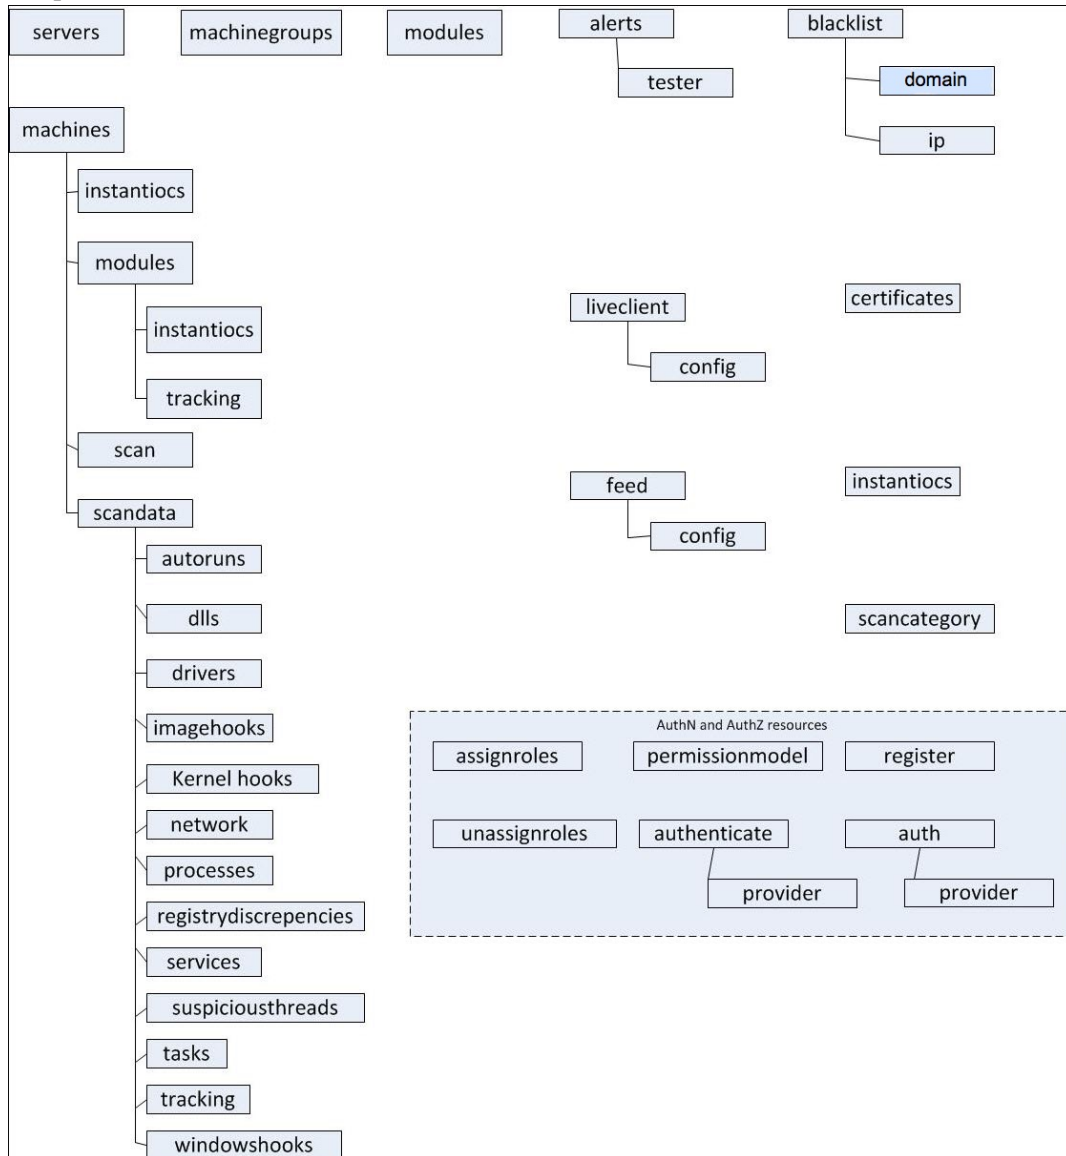 servers
machinegroups
modules
alerts
tester
blacklist
domain
ip
machines
instantiocs
modules
instantiocs
tracking
scan
scandata
autoruns
dlls
drivers
imagehooks
Kernel hooks
network
processes
registrydiscrepencies
services
suspiciousthreads
tasks
tracking
windowshooks
liveclient
config
certificates
feed
config
instantiocs
scancategory
AuthN and AuthZ resources
assignroles
permissionmodel
register
unassignroles
authenticate
provider
auth
provider